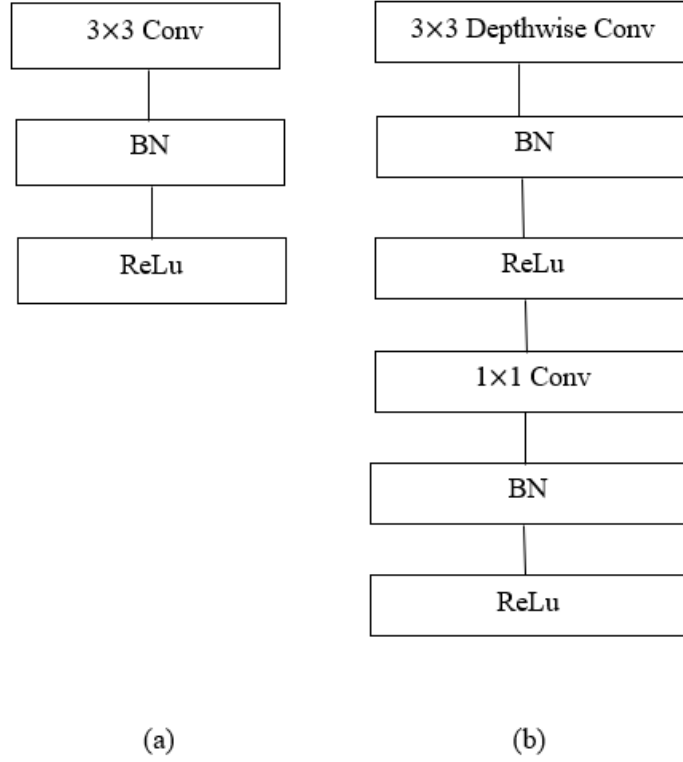 3×3 Conv
BN
ReLu
(a)
3×3 Depthwise Conv
BN
ReLu
1×1 Conv
BN
ReLu
(b)